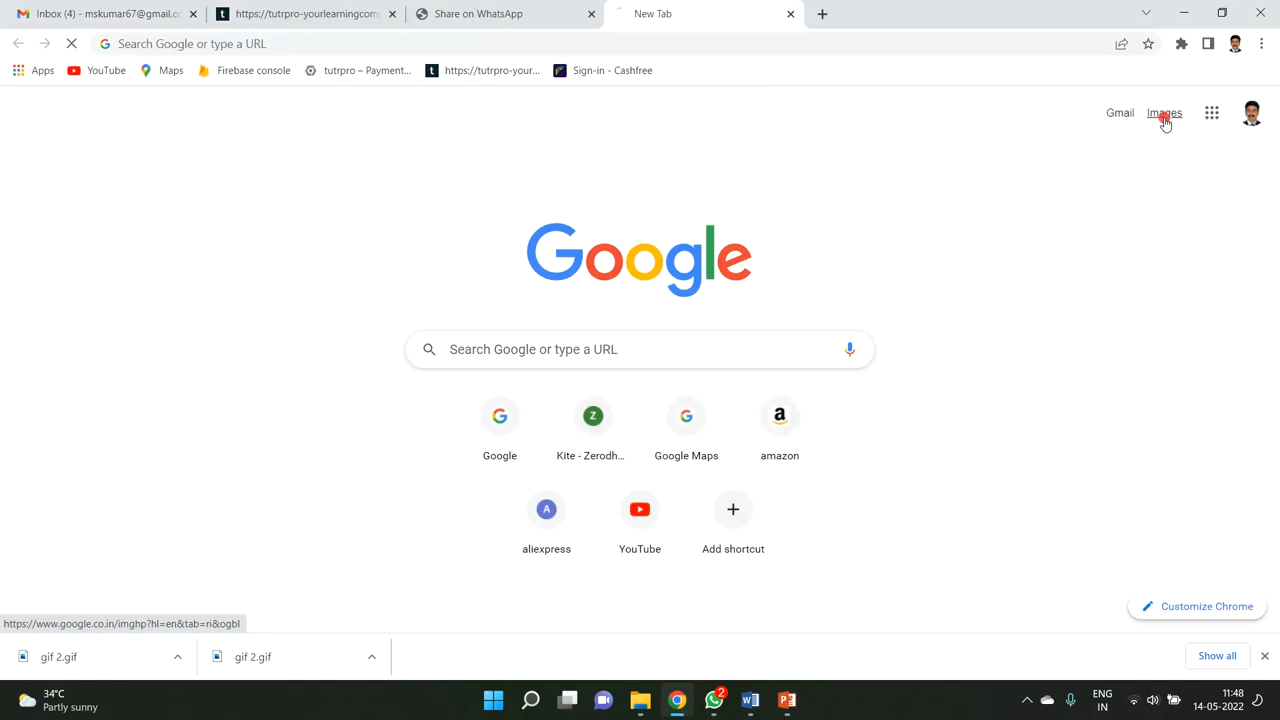 Inbox (4) - mskumar67@gmail.cc
https://tutrpro-yourlearningcom
Share on WhatsApp
New Tab
Search Google or type a URL
Apps
YouTube
Maps
Firebase console
tutrpro – Payment...
https://tutrpro-your...
Sign-in - Cashfree
Gmail
Images
Google
Search Google or type a URL
Google
Kite - Zerodh...
Google Maps
amazon
aliexpress
YouTube
Add shortcut
Customize Chrome
https://www.google.co.in/imghp?hl=en&tab=ri&ogbl
gif 2.gif
gif 2.gif
Show all
34°C
Partly sunny
2
ENG
IN
11:48
14-05-2022